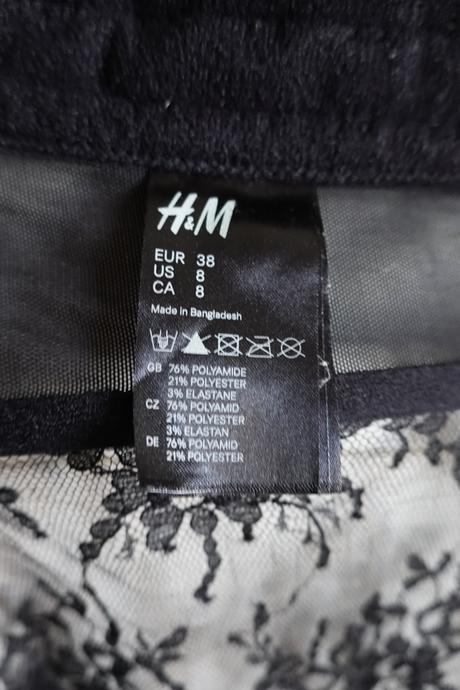 H&M
EUR 38
US 8
CA 8
Made in Bangladesh
GB 76% POLYAMIDE
21% POLYESTER
3% ELASTANE
CZ 76% POLYAMID
21% POLYESTER
3% ELASTAN
DE 76% POLYAMID
21% POLYESTER